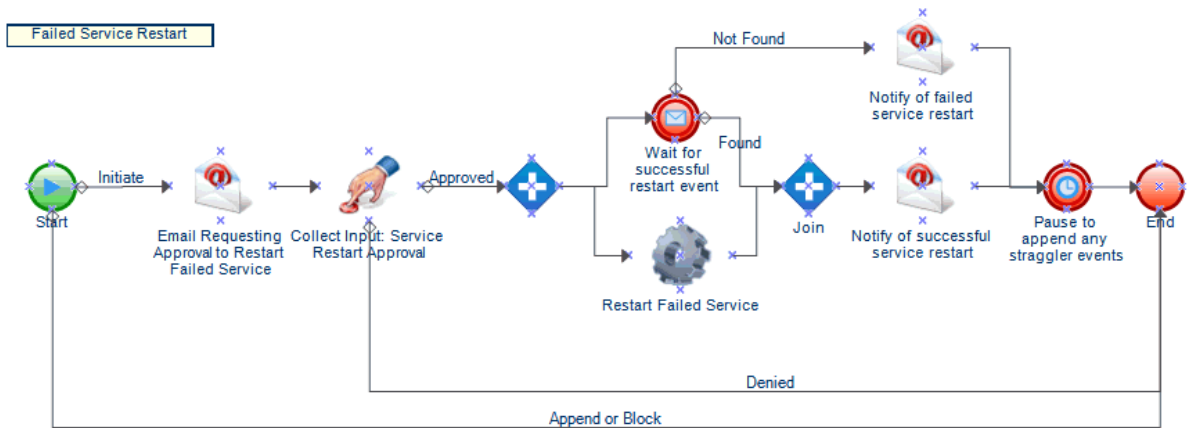 Failed Service Restart
Not Found
Notify of failed
service restart
Found
Wait for
successful
restart event
Initiate
Approved
Start
Email Requesting
Approval to Restart
Failed Service
Collect Input: Service
Restart Approval
Join
Notify of successful
service restart
Pause to
append any
straggler events
End
Restart Failed Service
Denied
Append or Block